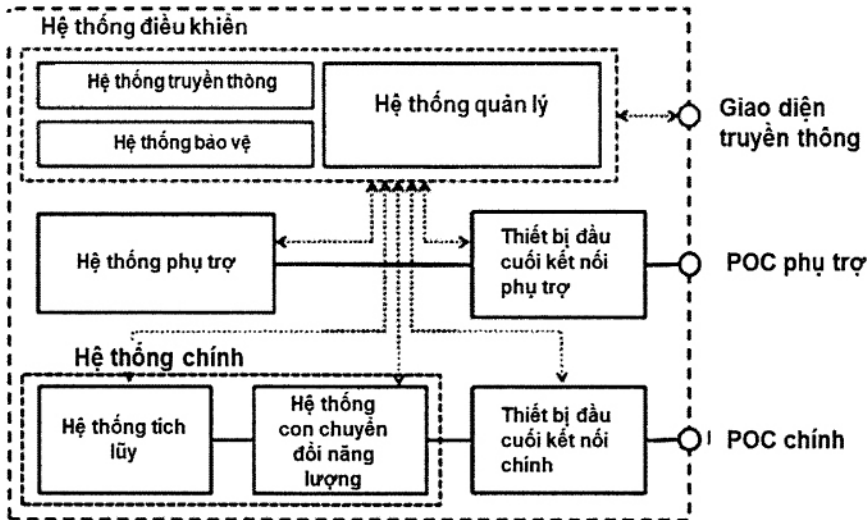 Hệ thống điều khiển
Hệ thống truyền thông
Hệ thống bảo vệ
Hệ thống quản lý
Giao diện
truyền thông
Hệ thống phụ trợ
Thiết bị đầu
cuối kết nối
phụ trợ
POC phụ trợ
Hệ thống chính
Hệ thống tích
lũy
Hệ thống
con chuyển
đổi năng
lượng
Thiết bị đầu
cuối kết nối
chính
POC chính